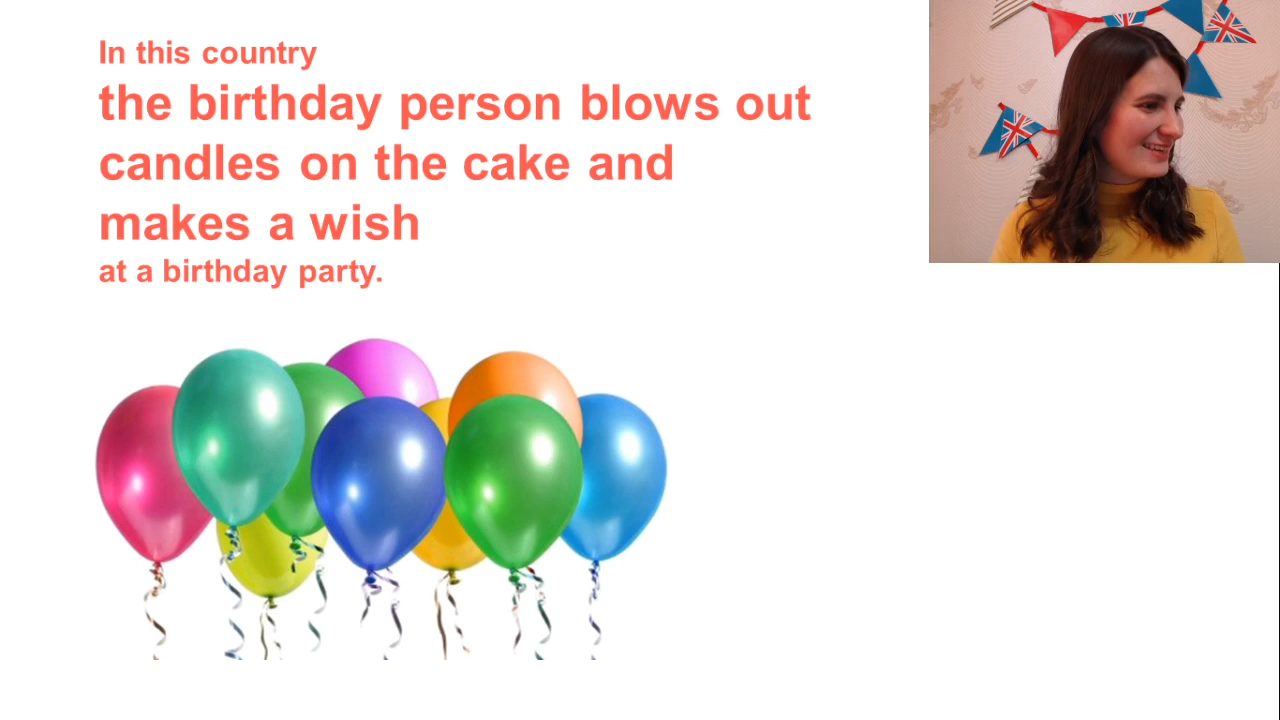 In this country
the birthday person blows out
candles on the cake and
makes a wish
at a birthday party.